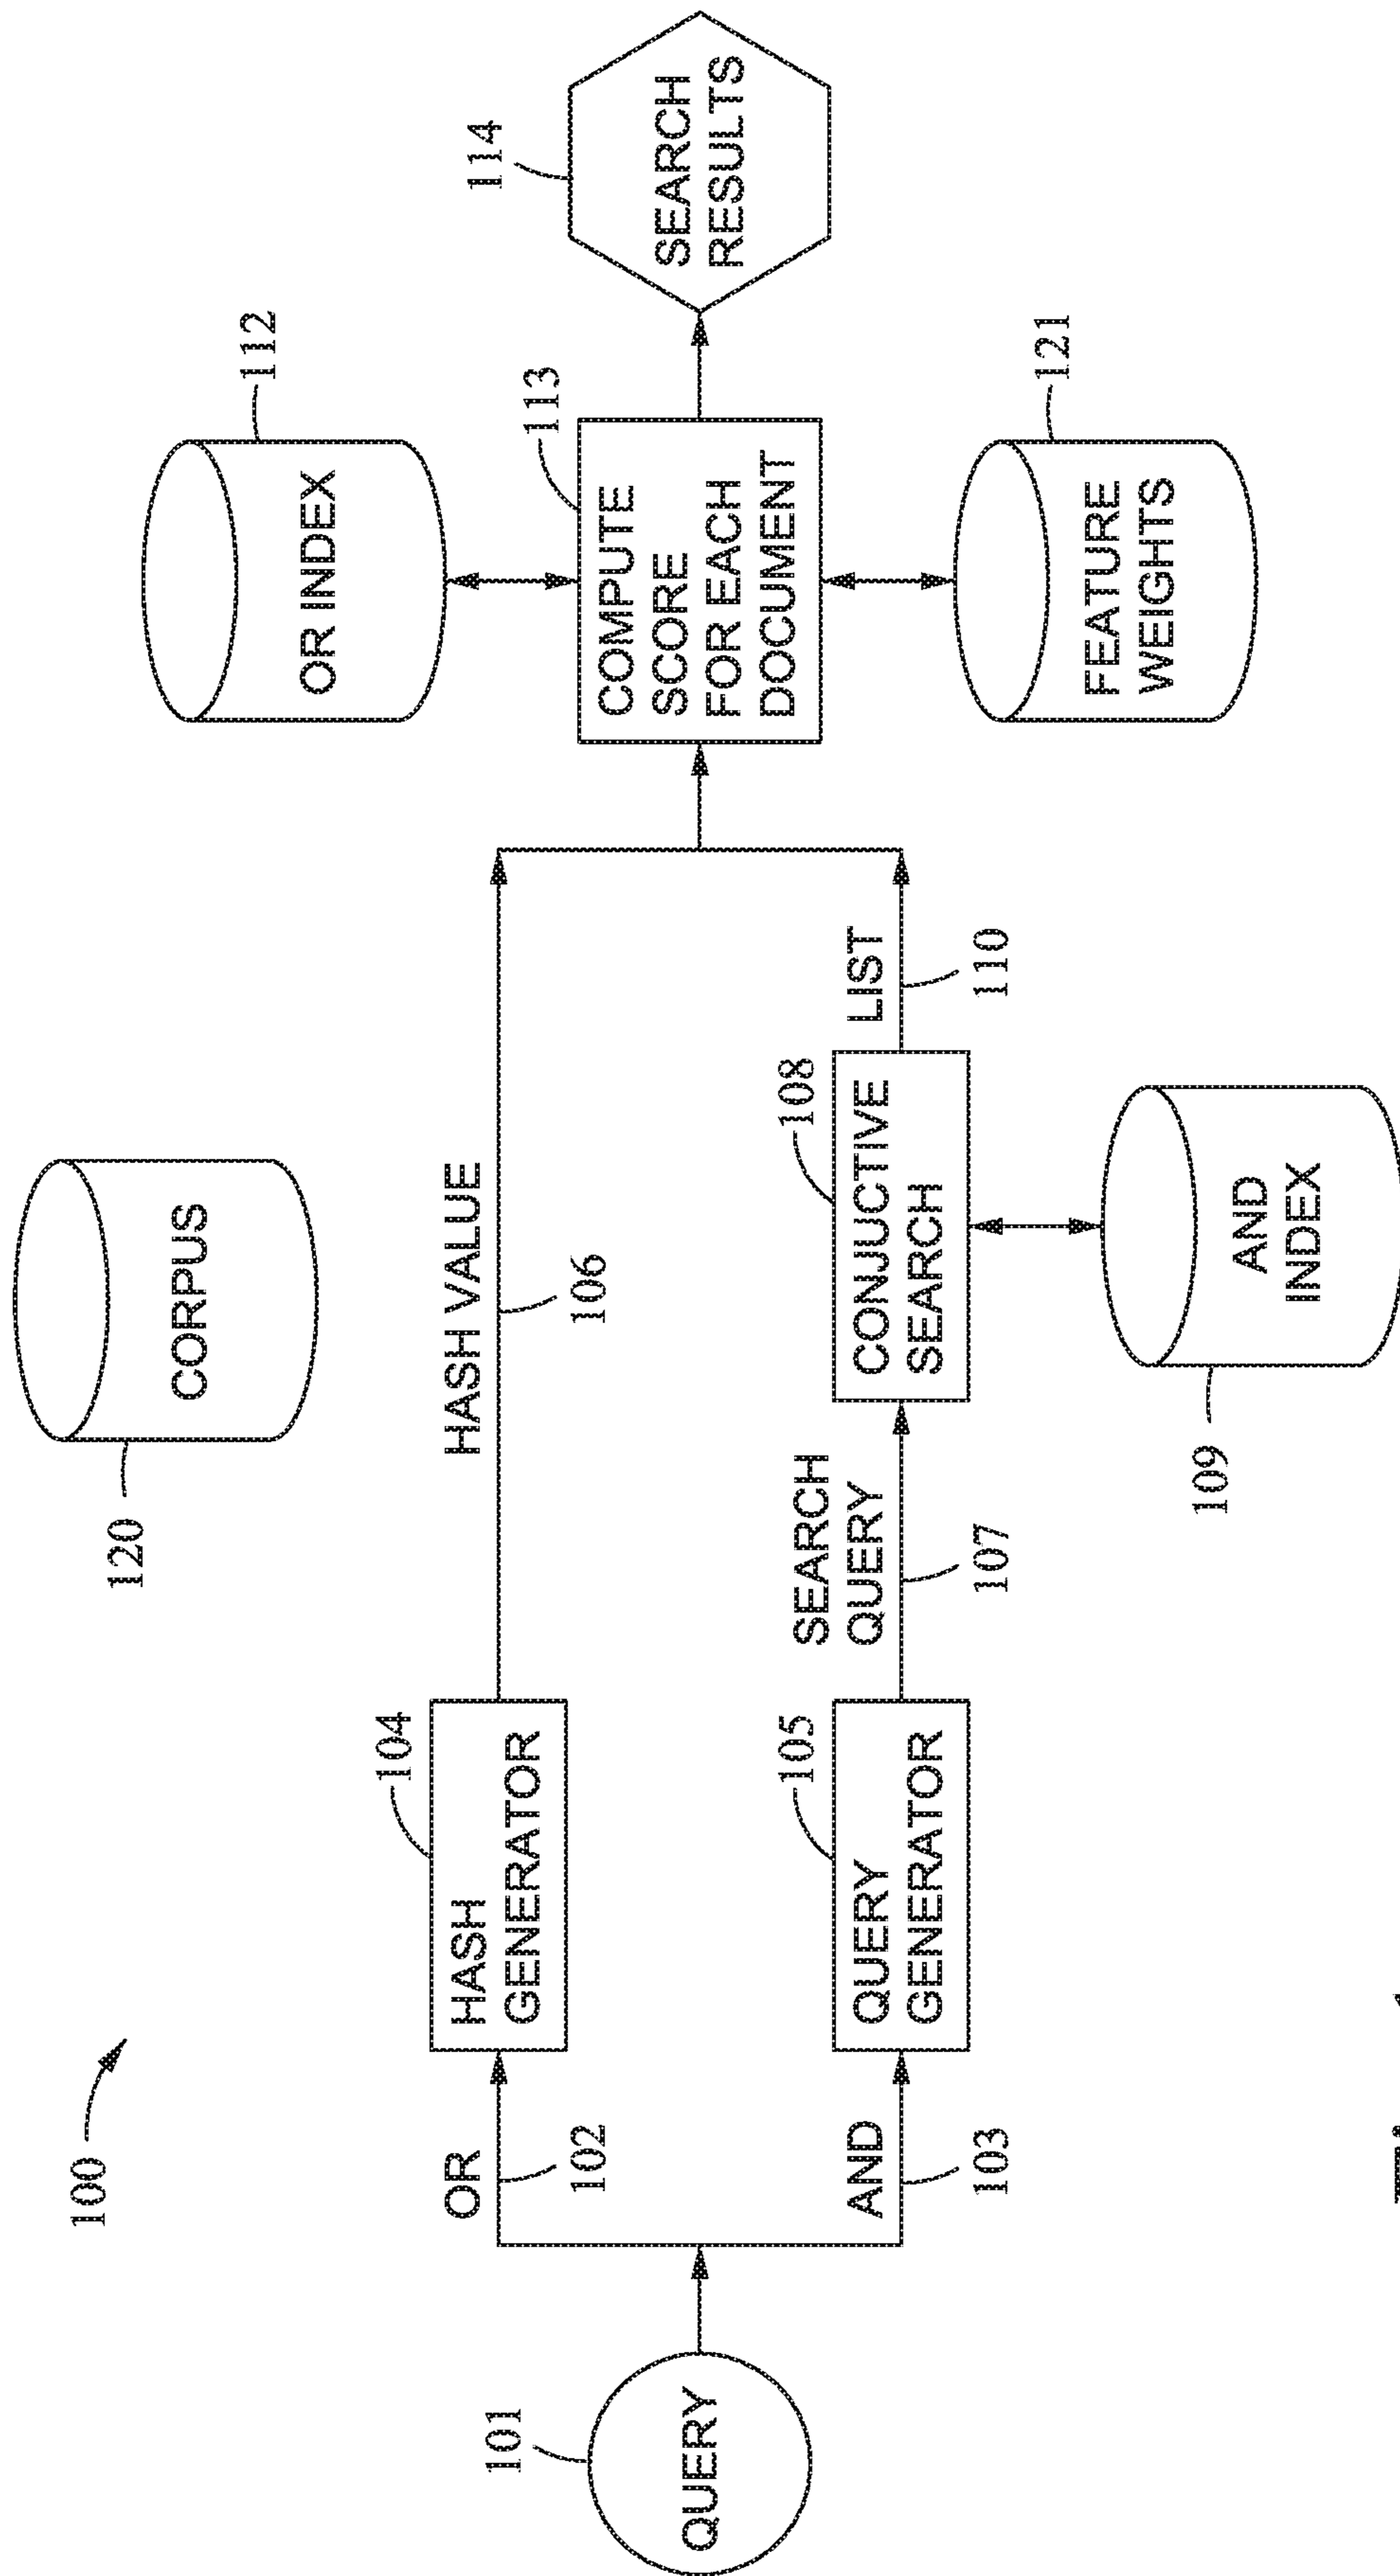 100
120
CORPUS
OR INDEX
112
104
HASH
GENERATOR
HASH VALUE
106
OR
102
101
QUERY
113
COMPUTE
SCORE
FOR EACH
DOCUMENT
114
SEARCH
RESULTS
AND
103
105
QUERY
GENERATOR
SEARCH
QUERY
107
108
CONJUCTIVE
SEARCH
LIST
110
109
AND
INDEX
FEATURE
WEIGHTS
121